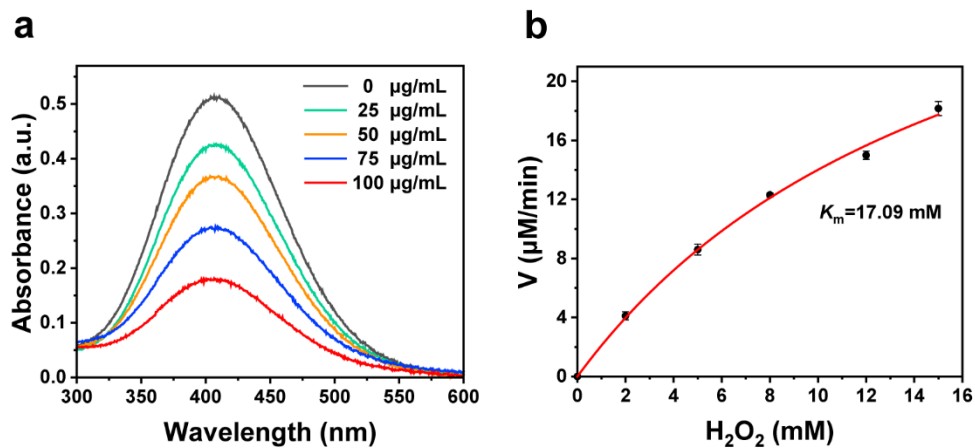 a
Absorbance (a.u.)
0.5
0.4
0.3
0.2
0.1
0.0
0 µg/mL
25 µg/mL
50 µg/mL
75 µg/mL
100 µg/mL
300 350 400 450 500 550 600
Wavelength (nm)
b
V (µM/min)
20
16
12
8
4
0
Km=17.09 mM
0 2 4 6 8 10 12 14 16
H2O2 (mM)